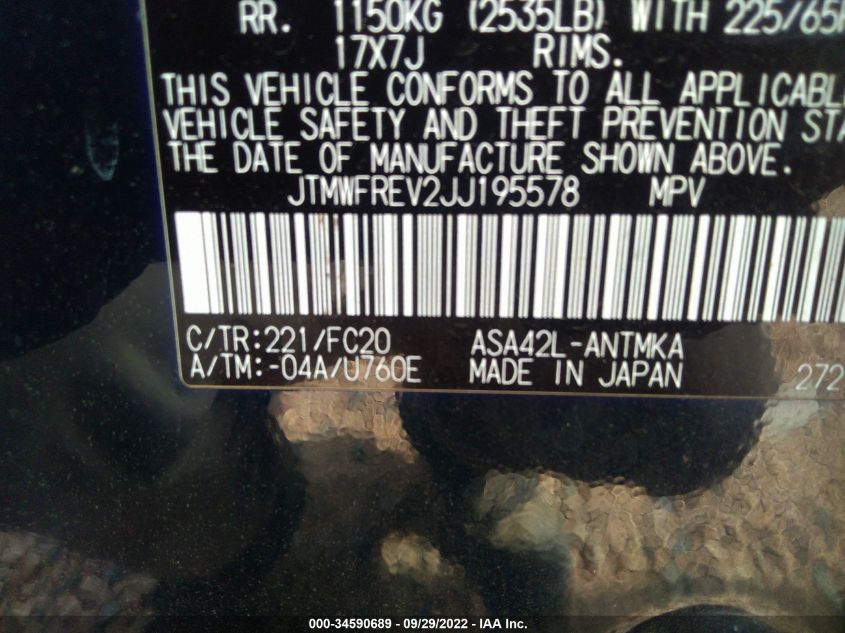 RR. 1150KG (2535LB) WITH 225/65R
17X7J RIMS.
THIS VEHICLE CONFORMS TO ALL APPLICABL
VEHICLE SAFETY AND THEFT PREVENTION STA
THE DATE OF MANUFACTURE SHOWN ABOVE.
JTMWFREV2JJ195578 MPV
C/TR:221/FC20 ASA42L-ANTMKA
A/TM:-04A/U760E MADE IN JAPAN 272
000-34590689 / 09/29/2022 - IAA Inc.